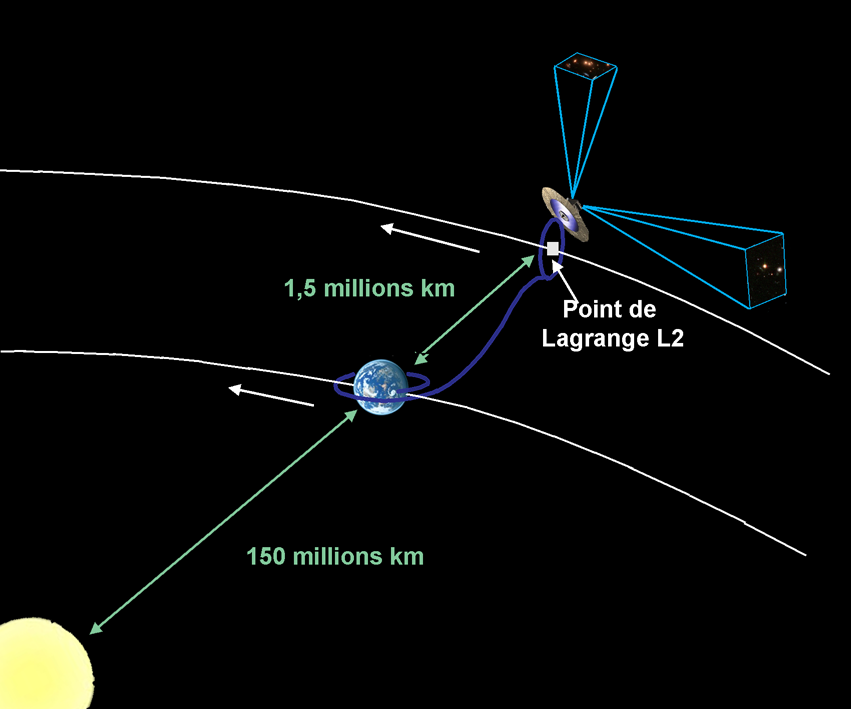 1,5 millions km
Point de
Lagrange L2
150 millions km